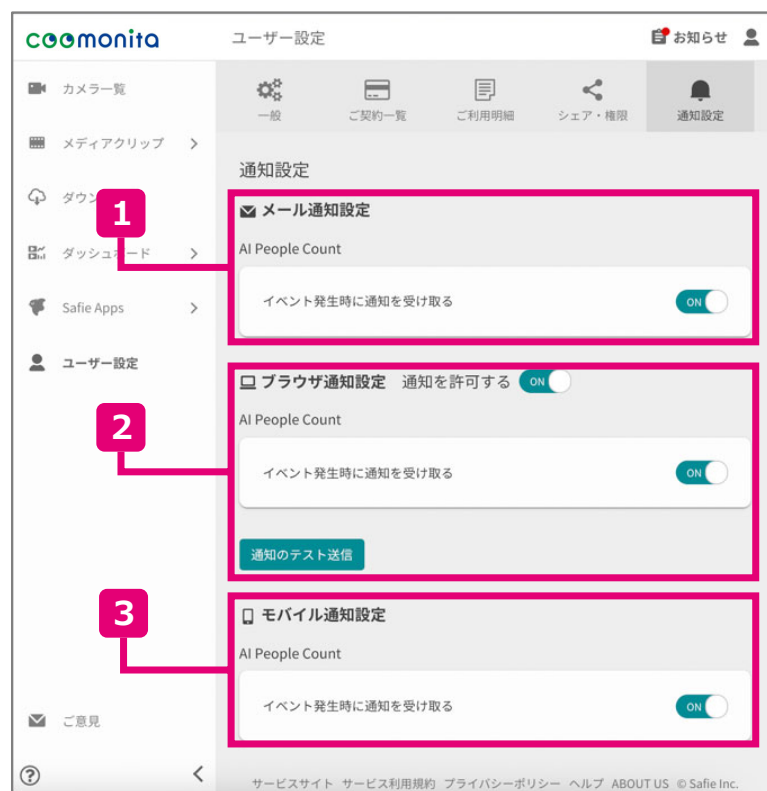 coomonita
ユーザー設定
お知らせ
カメラ一覧
メディアクリップ
ダウン
ダッシュボード
Safie Apps
ユーザー設定
ご意見
一般
ご契約一覧
ご利用明細
シェア・権限
通知設定
通知設定
1
メール通知設定
AI People Count
イベント発生時に通知を受け取る
ON
2
ブラウザ通知設定 通知を許可する ON
AI People Count
イベント発生時に通知を受け取る
ON
通知のテスト送信
3
モバイル通知設定
AI People Count
イベント発生時に通知を受け取る
ON
サービスサイト サービス利用規約 プライバシーポリシー ヘルプ ABOUT US © Safie Inc.